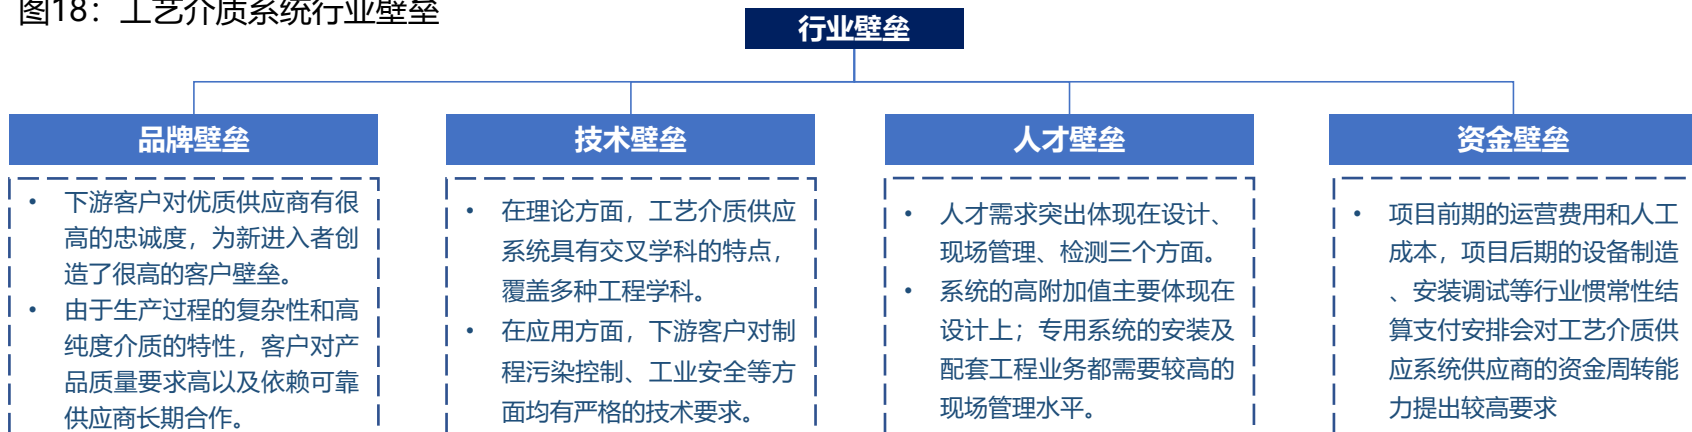 图18：工艺介质系统行业壁垒
行业壁垒
品牌壁垒
• 下游客户对优质供应商有很
高的忠诚度，为新进入者创
造了很高的客户壁垒。
• 由于生产过程的复杂性和高
纯度介质的特性，客户对产
品质量要求高以及依赖可靠
供应商长期合作。
技术壁垒
• 在理论方面，工艺介质供应
系统具有交叉学科的特点，
覆盖多种工程学科。
• 在应用方面，下游客户对制
程污染控制、工业安全等方
面均有严格的技术要求。
人才壁垒
• 人才需求突出体现在设计、
现场管理、检测三个方面。
• 系统的高附加值主要体现在
设计上；专用系统的安装及
配套工程业务都需要较高的
现场管理水平。
资金壁垒
• 项目前期的运营费用和人工
成本，项目后期的设备制造
、安装调试等行业惯常性结
算支付安排会对工艺介质供
应系统供应商的资金周转能
力提出较高要求